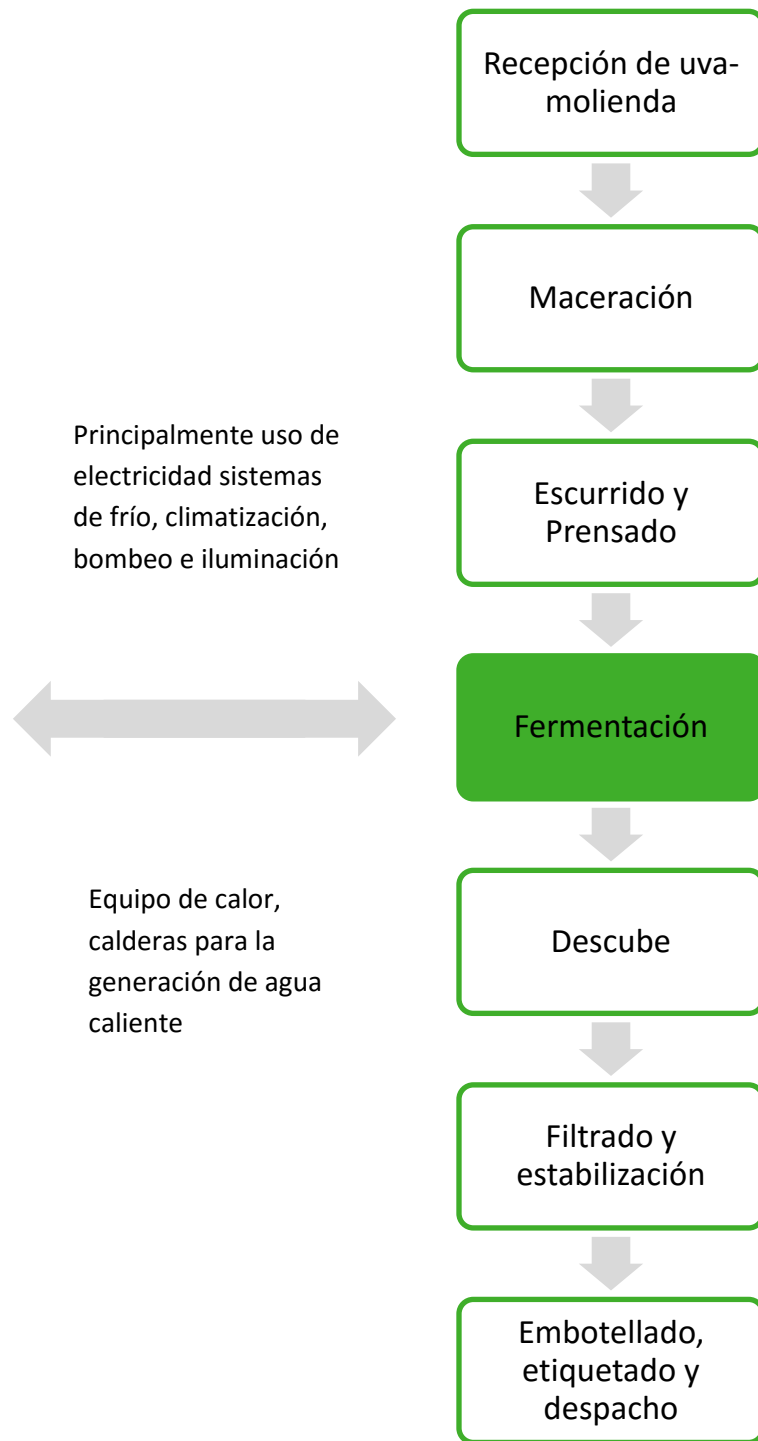 Recepción de uva-
molienda
Maceración
Principalmente uso de
electricidad sistemas
de frío, climatización,
bombeo e iluminación
Escurrido y
Prensado
Fermentación
Equipo de calor,
calderas para la
generación de agua
caliente
Descube
Filtrado y
estabilización
Embotellado,
etiquetado y
despacho